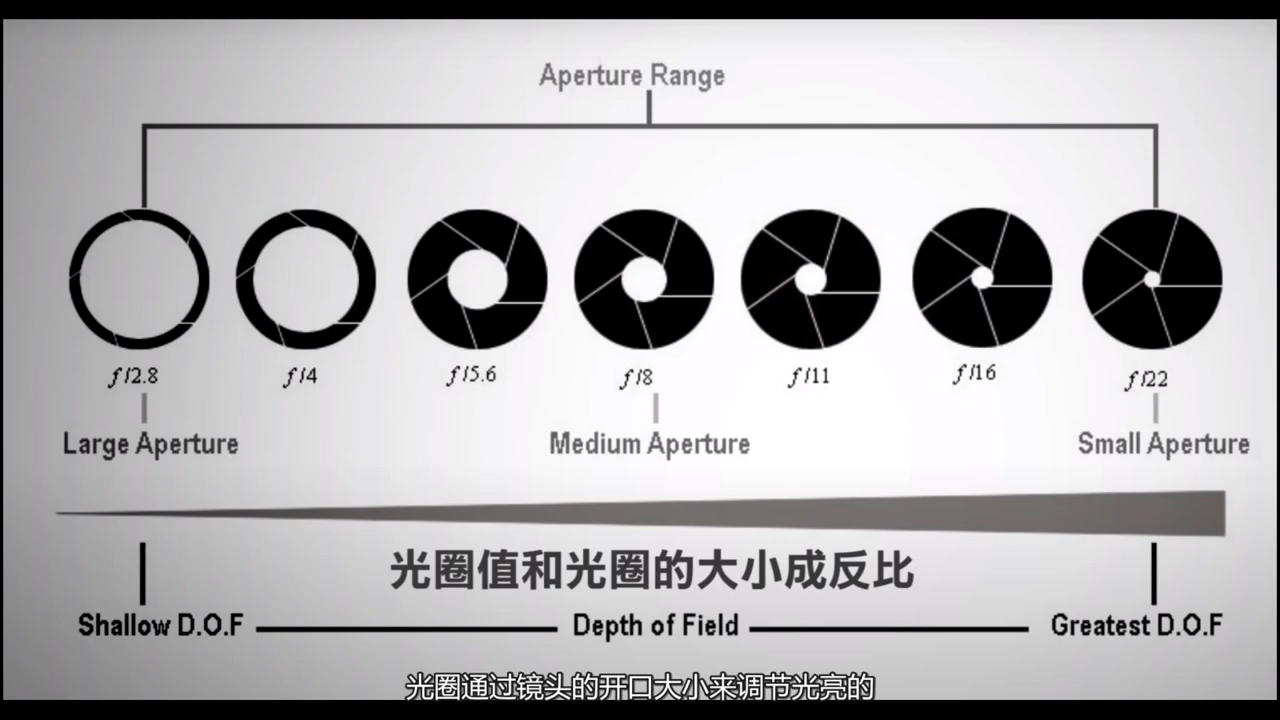 Aperture Range
f/2.8 f/4 f/5.6 f/8 f/11 f/16 f/22
Large Aperture Medium Aperture Small Aperture
光圈值和光圈的大小成反比
Shallow D.O.F Depth of Field Greatest D.O.F
光圈通过镜头的开口大小来调节光亮的